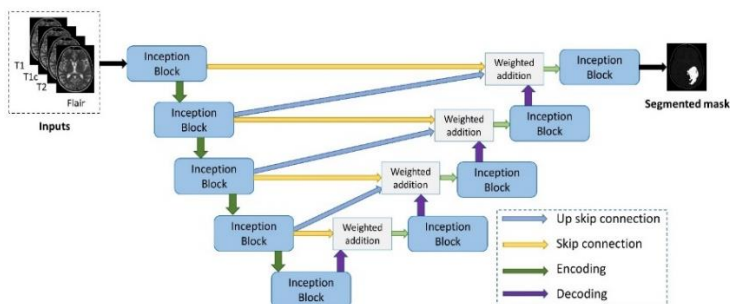 T1
T1c
T2
Flair
Inputs
Inception
Block
Weighted
addition
Inception
Block
Segmented mask
Inception
Block
Weighted
addition
Inception
Block
Inception
Block
Weighted
addition
Inception
Block
Inception
Block
Weighted
addition
Inception
Block
Inception
Block
Up skip connection
Skip connection
Encoding
Decoding